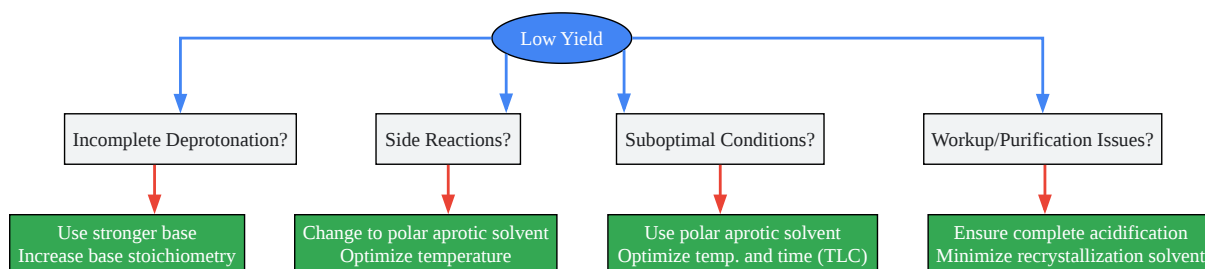 Low Yield
Incomplete Deprotonation?
Side Reactions?
Suboptimal Conditions?
Workup/Purification Issues?
Use stronger base
Increase base stoichiometry
Change to polar aprotic solvent
Optimize temperature
Use polar aprotic solvent
Optimize temp. and time (TLC)
Ensure complete acidification
Minimize recrystallization solvent